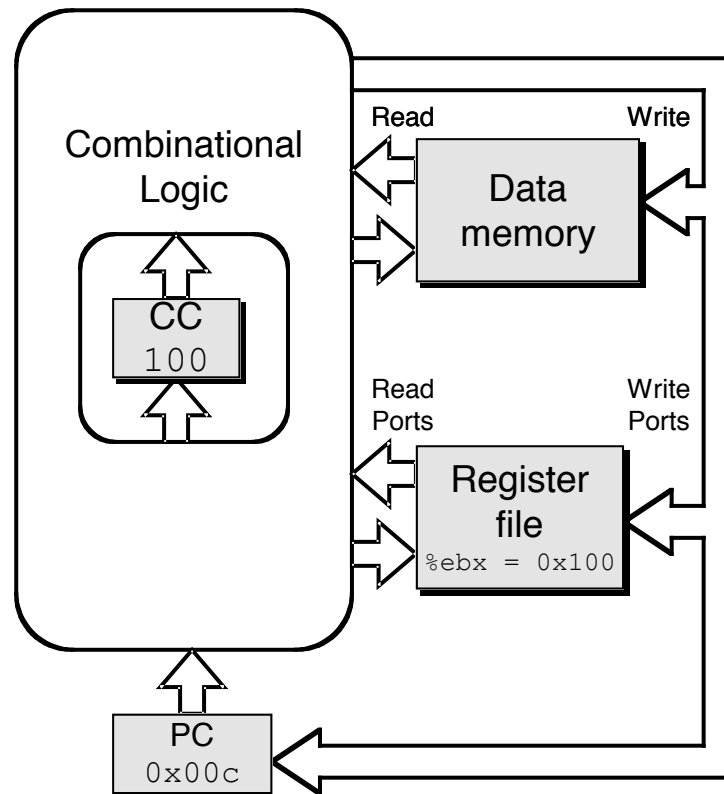 Combinational
Logic
CC
100
Read
Write
Data
memory
Read
Ports
Write
Ports
Register
file
%ebx = 0x100
PC
0x00c